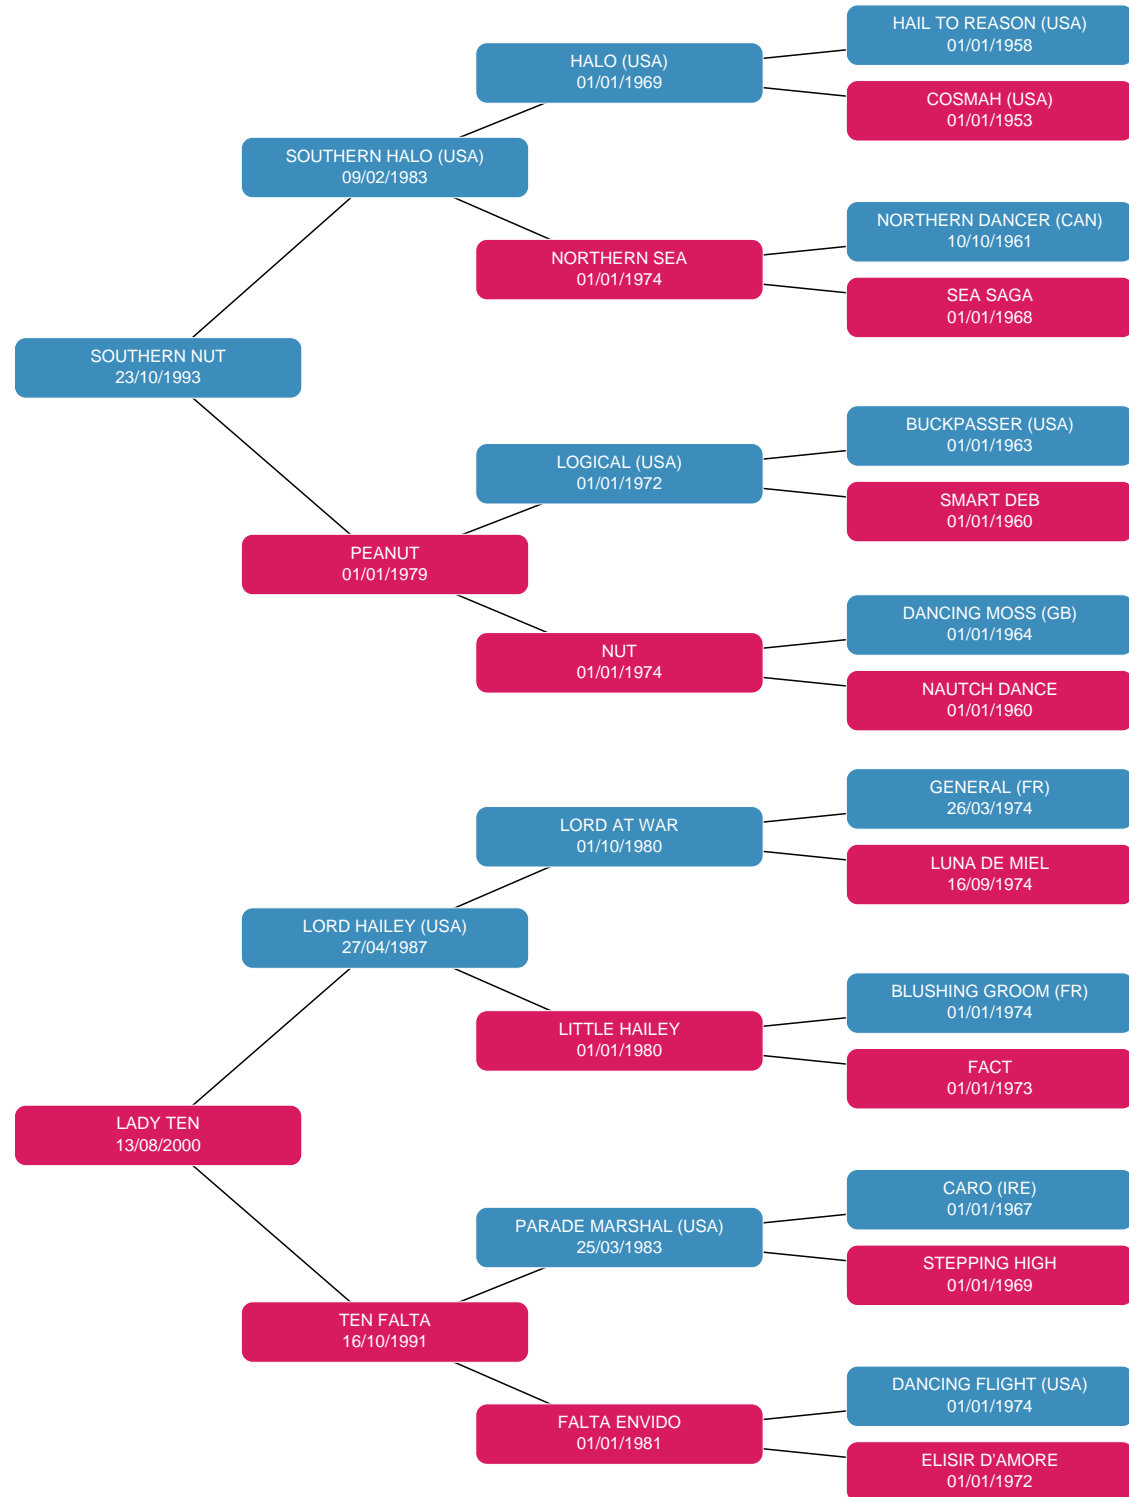 HAIL TO REASON (USA)
01/01/1958
HALO (USA)
01/01/1969
COSMAH (USA)
01/01/1953
SOUTHERN HALO (USA)
09/02/1983
NORTHERN DANCER (CAN)
10/10/1961
NORTHERN SEA
01/01/1974
SEA SAGA
01/01/1968
SOUTHERN NUT
23/10/1993
BUCKPASSER (USA)
01/01/1963
LOGICAL (USA)
01/01/1972
SMART DEB
01/01/1960
PEANUT
01/01/1979
DANCING MOSS (GB)
01/01/1964
NUT
01/01/1974
NAUTCH DANCE
01/01/1960
GENERAL (FR)
26/03/1974
LORD AT WAR
01/10/1980
LUNA DE MIEL
16/09/1974
LORD HAILEY (USA)
27/04/1987
BLUSHING GROOM (FR)
01/01/1974
LITTLE HAILEY
01/01/1980
FACT
01/01/1973
LADY TEN
13/08/2000
CARO (IRE)
01/01/1967
PARADE MARSHAL (USA)
25/03/1983
STEPPING HIGH
01/01/1969
TEN FALTA
16/10/1991
DANCING FLIGHT (USA)
01/01/1974
FALTA ENVIDO
01/01/1981
ELISIR D'AMORE
01/01/1972